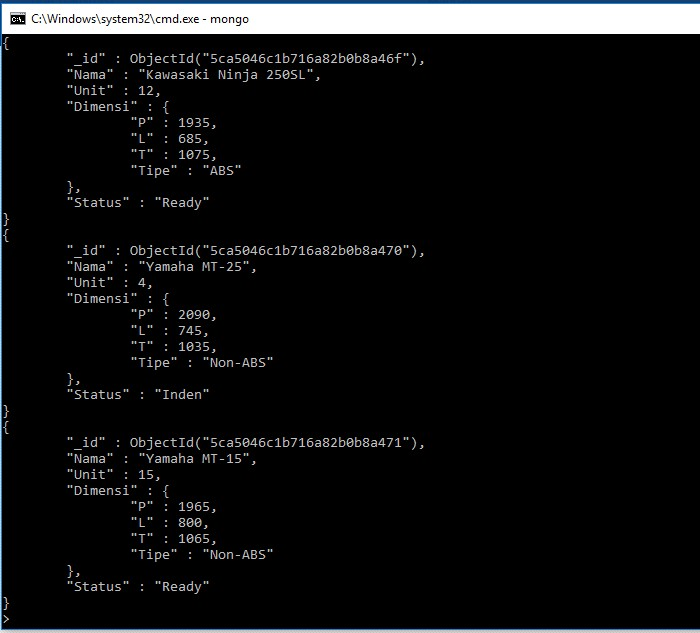 C:\Windows\system32\cmd.exe - mongo
{
"_id" : ObjectId("5ca5046c1b716a82b0b8a46f"),
"Nama" : "Kawasaki Ninja 250SL",
"Unit" : 12,
"Dimensi" : {
"P" : 1935,
"L" : 685,
"T" : 1075,
"Tipe" : "ABS"
},
"Status" : "Ready"
}
{
"_id" : ObjectId("5ca5046c1b716a82b0b8a470"),
"Nama" : "Yamaha MT-25",
"Unit" : 4,
"Dimensi" : {
"P" : 2090,
"L" : 745,
"T" : 1035,
"Tipe" : "Non-ABS"
},
"Status" : "Inden"
}
{
"_id" : ObjectId("5ca5046c1b716a82b0b8a471"),
"Nama" : "Yamaha MT-15",
"Unit" : 15,
"Dimensi" : {
"P" : 1965,
"L" : 800,
"T" : 1065,
"Tipe" : "Non-ABS"
},
"Status" : "Ready"
}
>